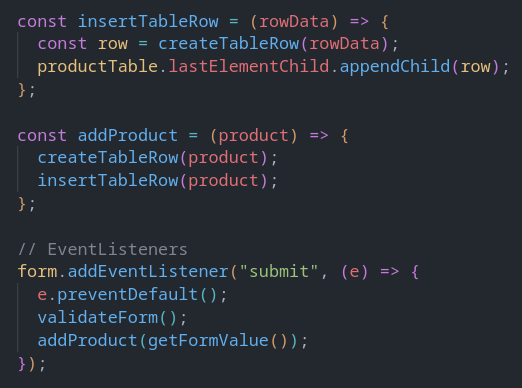 const insertTableRow = (rowData) => {
  const row = createTableRow(rowData);
  productTable.lastElementChild.appendChild(row);
};

const addProduct = (product) => {
  createTableRow(product);
  insertTableRow(product);
};

// EventListeners
form.addEventListener("submit", (e) => {
  e.preventDefault();
  validateForm();
  addProduct(getFormValue());
});